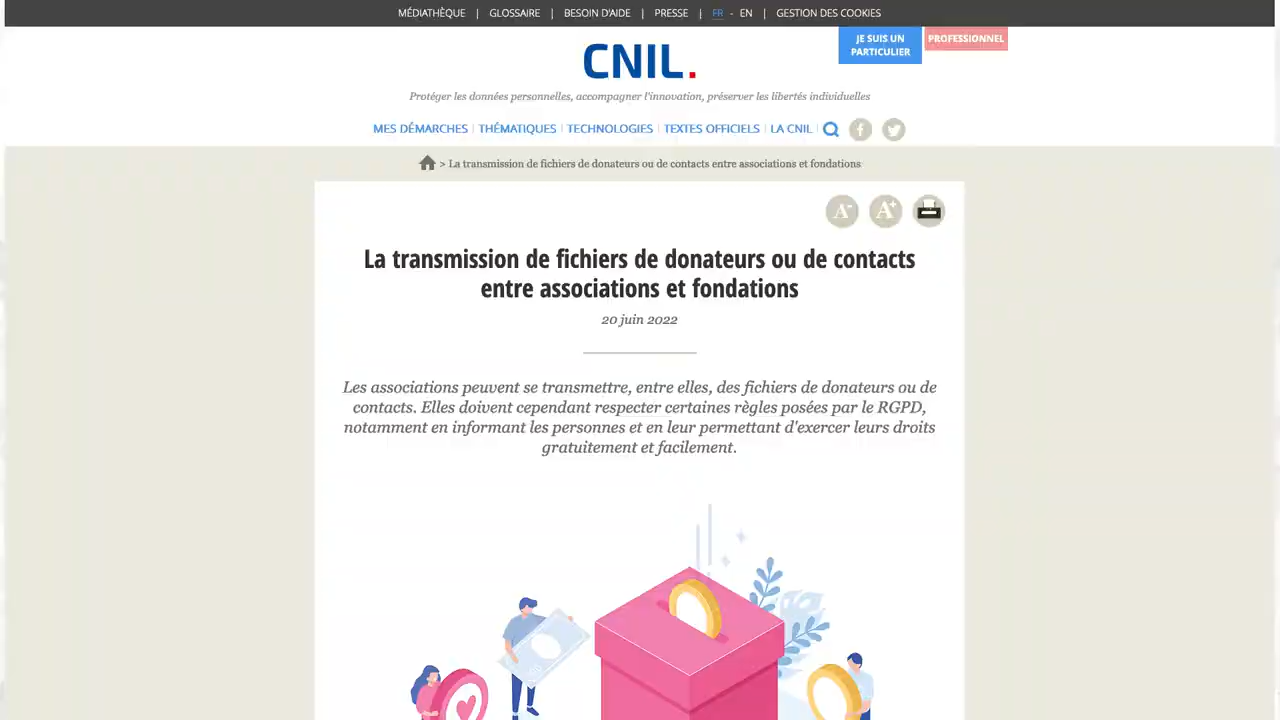 MÉDIATHÈQUE | GLOSSAIRE | BESOIN D'AIDE | PRESSE | FR - EN | GESTION DES COOKIES
JE SUIS UN
PARTICULIER
PROFESSIONNEL
CNIL.
Protéger les données personnelles, accompagner l'innovation, préserver les libertés individuelles
MES DÉMARCHES | THÉMATIQUES | TECHNOLOGIES | TEXTES OFFICIELS | LA CNIL
> La transmission de fichiers de donateurs ou de contacts entre associations et fondations
A- A+
La transmission de fichiers de donateurs ou de contacts
entre associations et fondations
20 juin 2022
Les associations peuvent se transmettre, entre elles, des fichiers de donateurs ou de
contacts. Elles doivent cependant respecter certaines règles posées par le RGPD,
notamment en informant les personnes et en leur permettant d'exercer leurs droits
gratuitement et facilement.